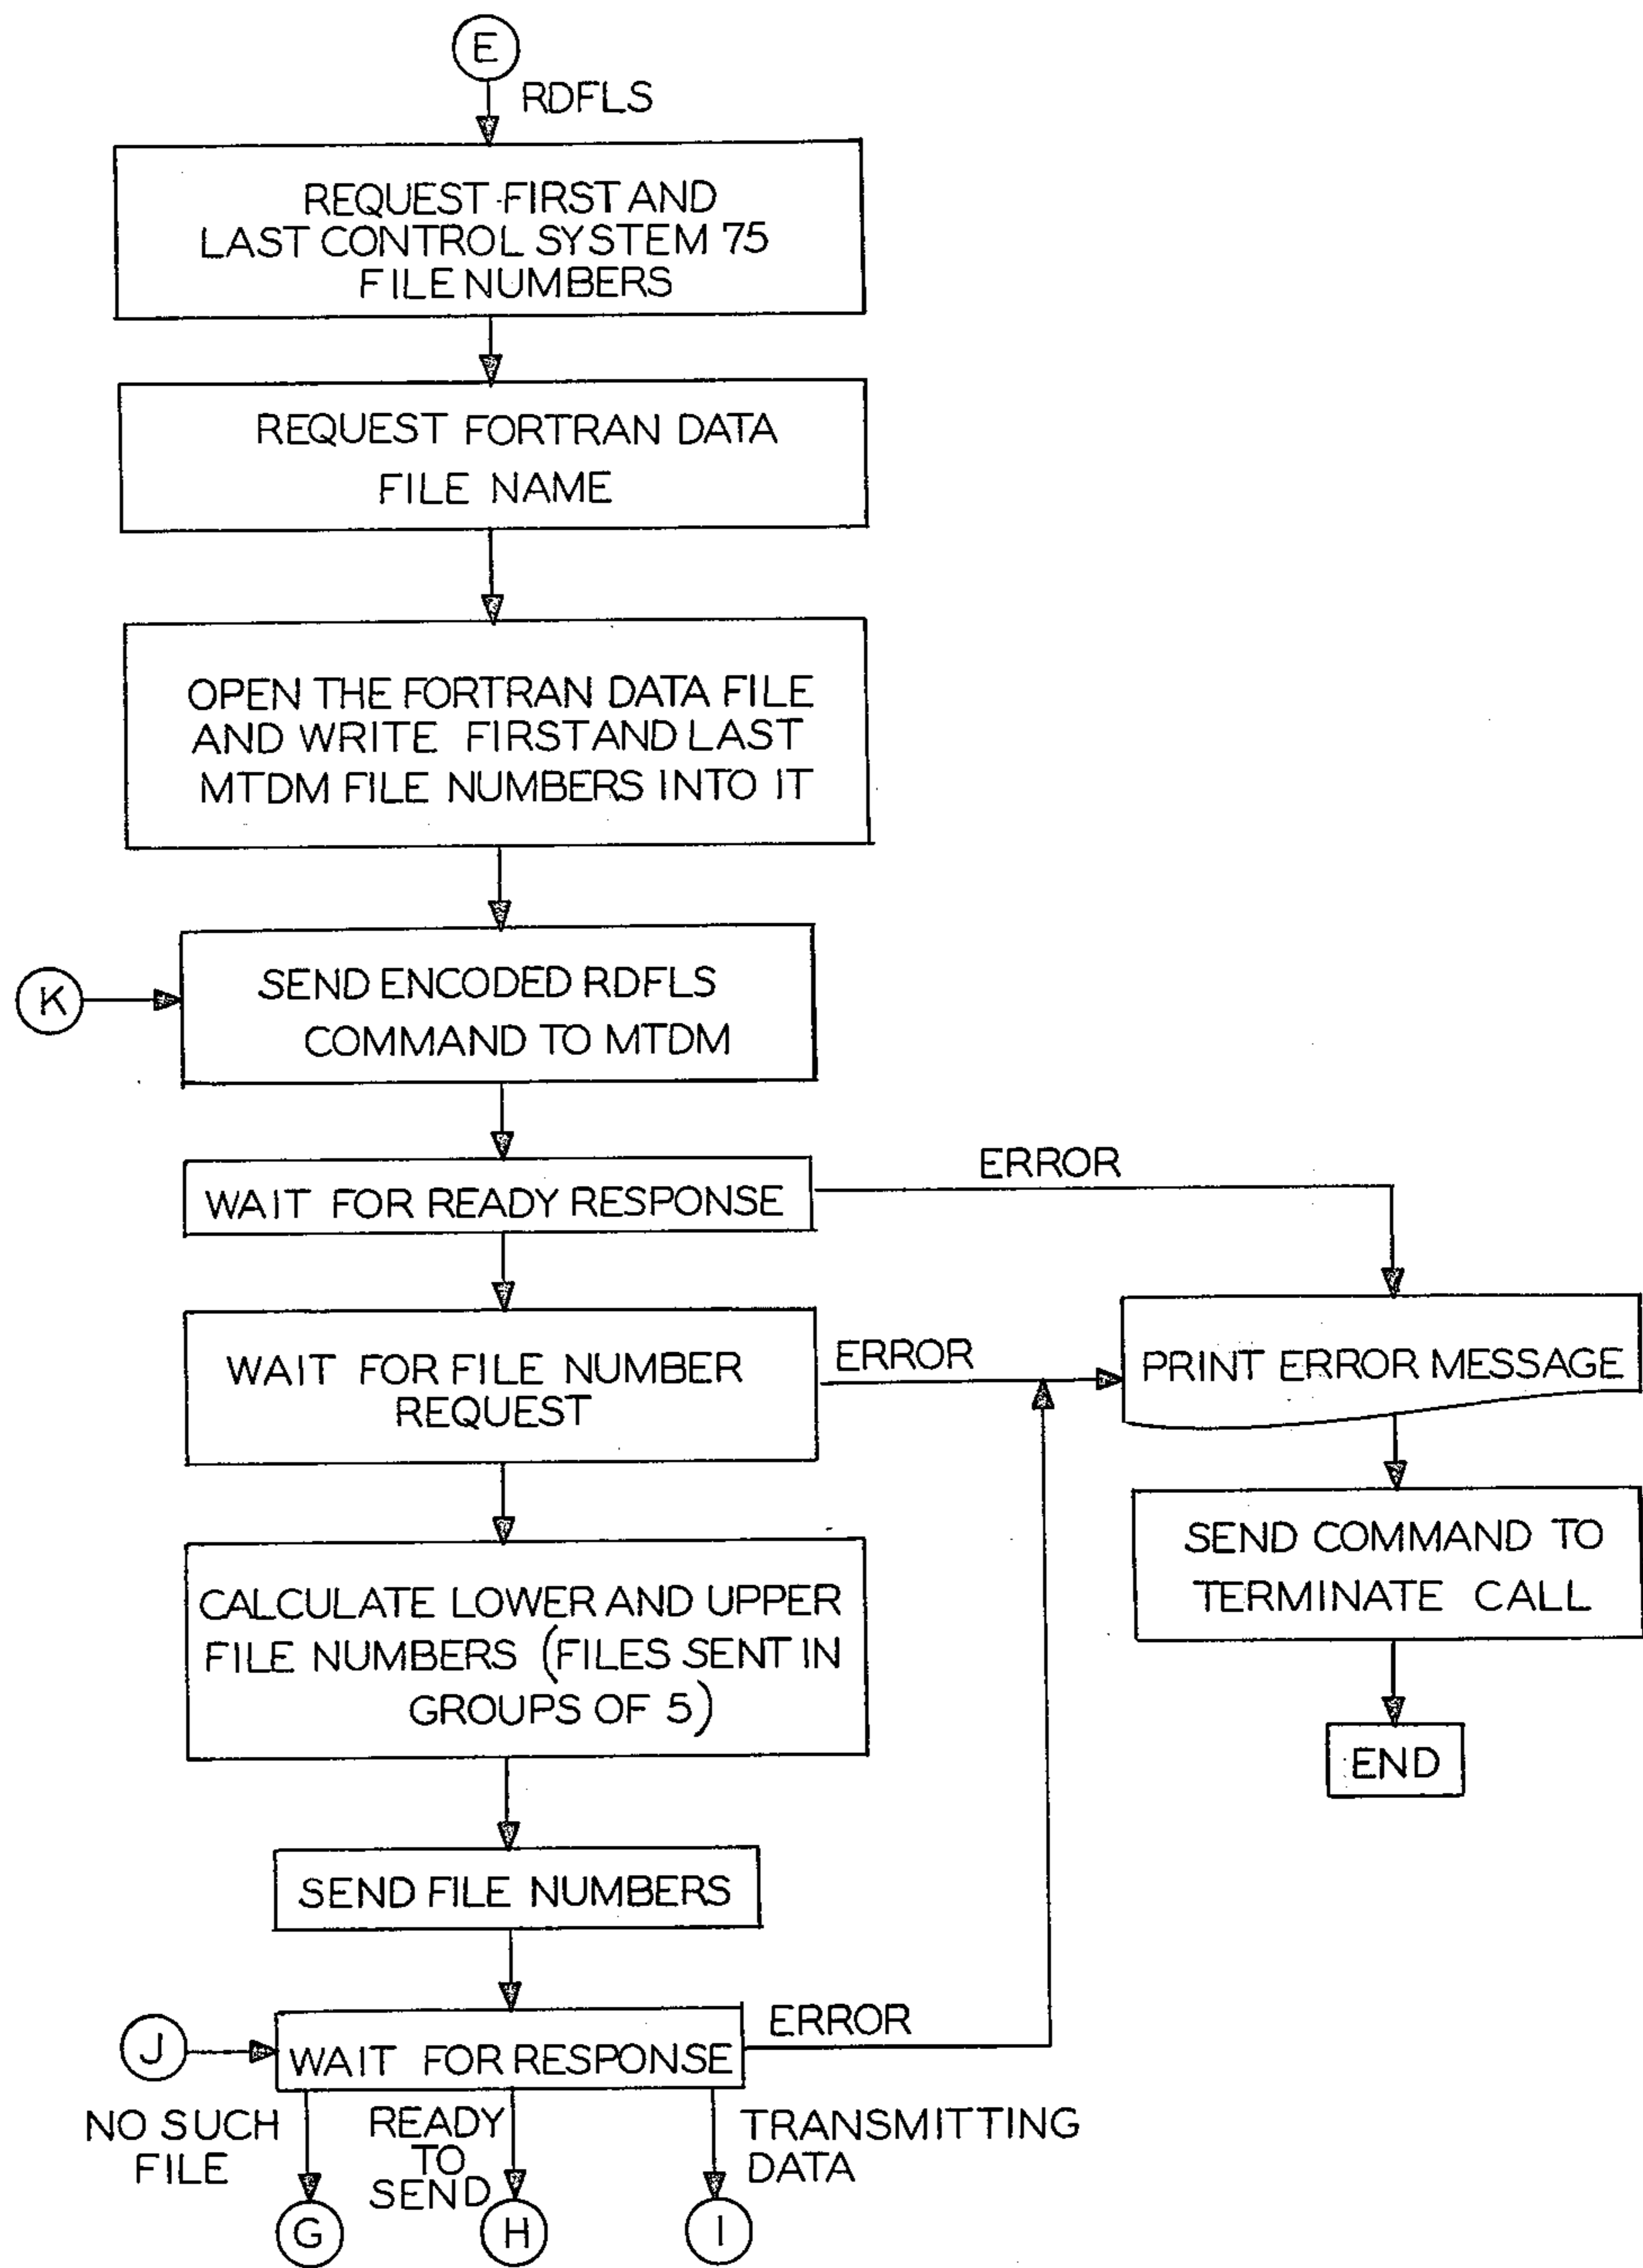 E
RDFLS
REQUEST FIRST AND
LAST CONTROL SYSTEM 75
FILE NUMBERS
REQUEST FORTRAN DATA
FILE NAME
OPEN THE FORTRAN DATA FILE
AND WRITE FIRST AND LAST
MTDM FILE NUMBERS INTO IT
K
SEND ENCODED RDFLS
COMMAND TO MTDM
WAIT FOR READY RESPONSE
ERROR
WAIT FOR FILE NUMBER
REQUEST
ERROR
PRINT ERROR MESSAGE
SEND COMMAND TO
TERMINATE CALL
END
CALCULATE LOWER AND UPPER
FILE NUMBERS (FILES SENT IN
GROUPS OF 5)
SEND FILE NUMBERS
J
WAIT FOR RESPONSE
ERROR
NO SUCH
FILE
READY
TO
SEND
TRANSMITTING
DATA
G
H
I